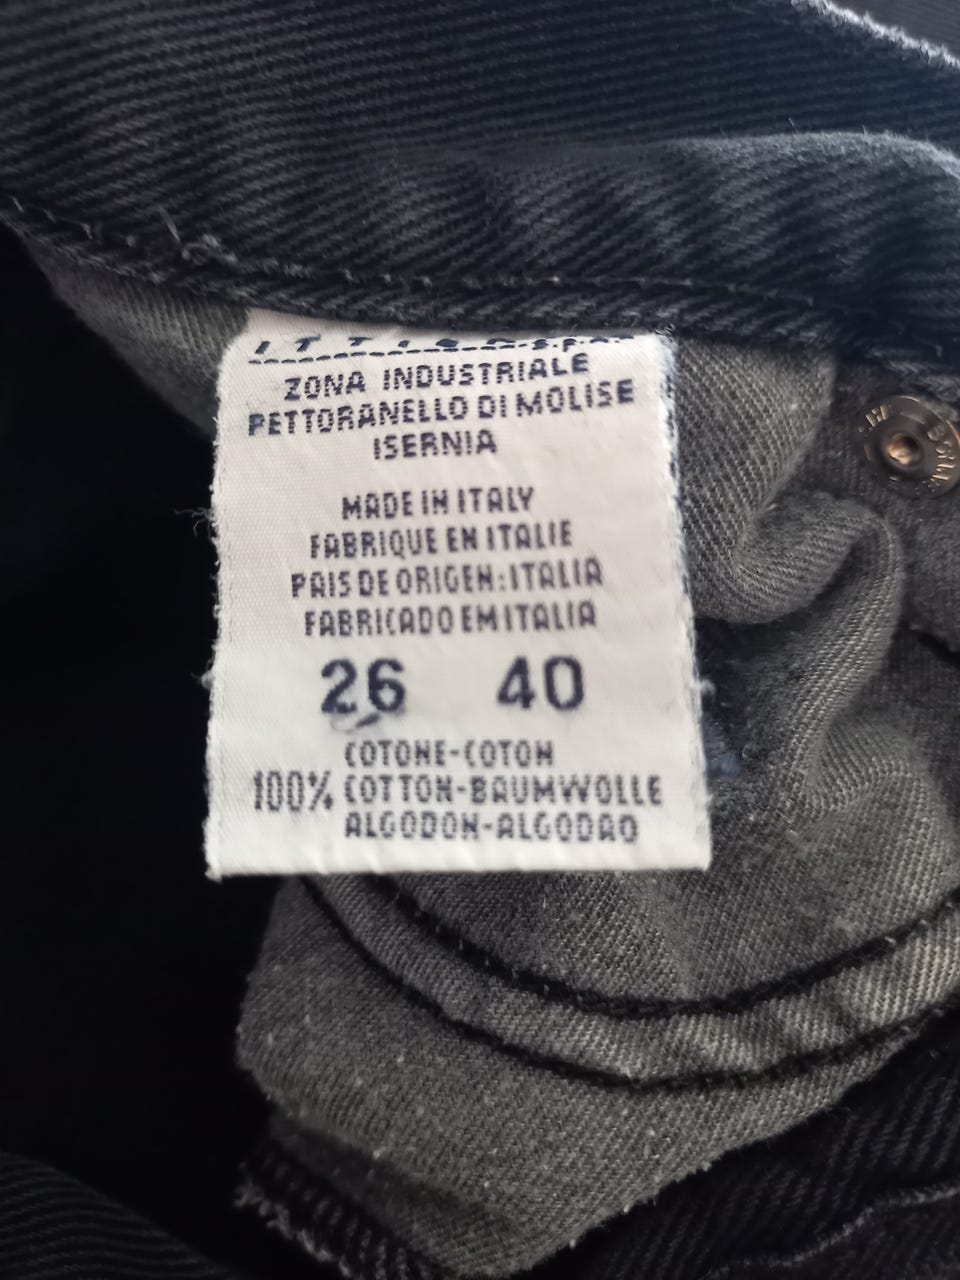 ITTIERRE S.P.A.
ZONA INDUSTRIALE
PETTORANELLO DI MOLISE
ISERNIA
MADE IN ITALY
FABRIQUE EN ITALIE
PAIS DE ORIGEN: ITALIA
FABRICADO EM ITALIA
26 40
COTONE-COTON
100% COTTON-BAUMWOLLE
ALGODON-ALGODAO